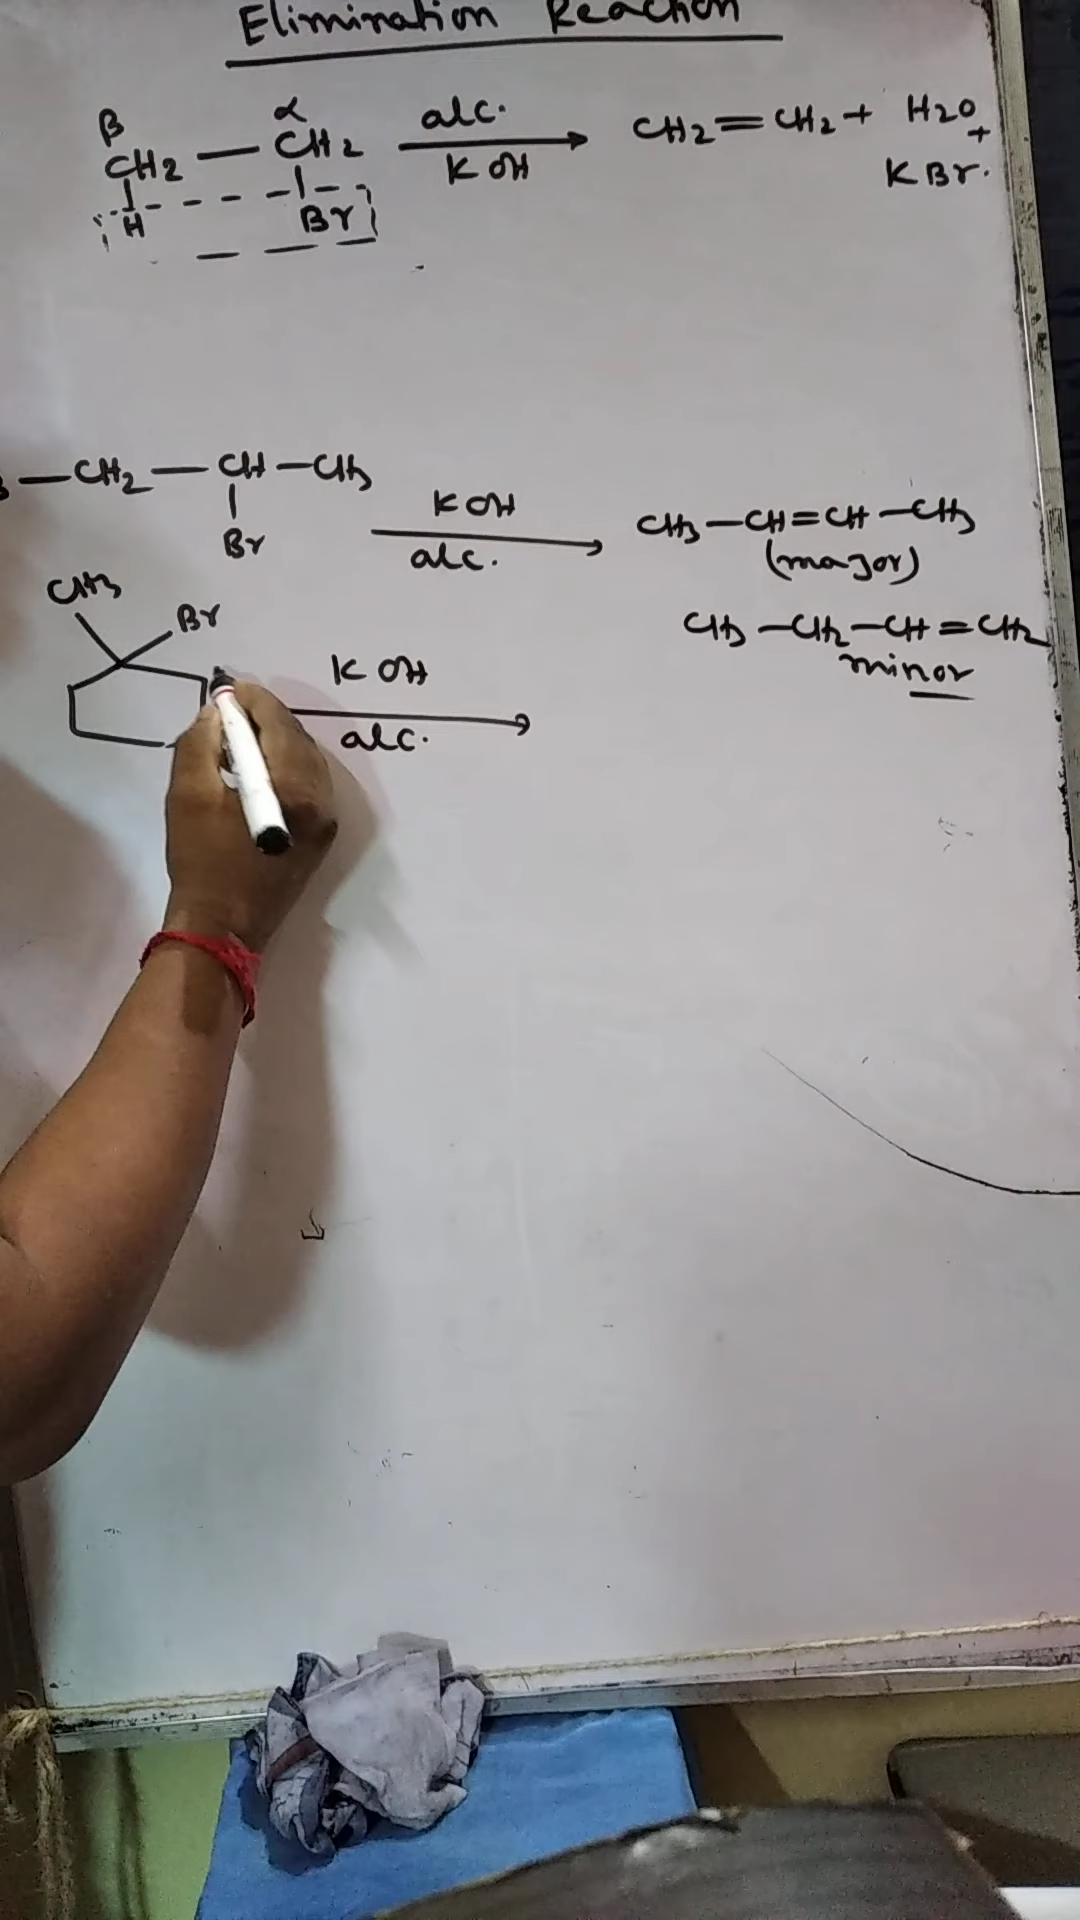 Elimination Reaction
β α
CH2 — CH2 alc. KOH → CH2=CH2 + H2O + KBr.
H Br
—CH2—CH—CH3 KOH alc. → CH3—CH=CH—CH3
Br (major)
CH3—CH2—CH=CH2
minor
CH3
Br KOH alc. →